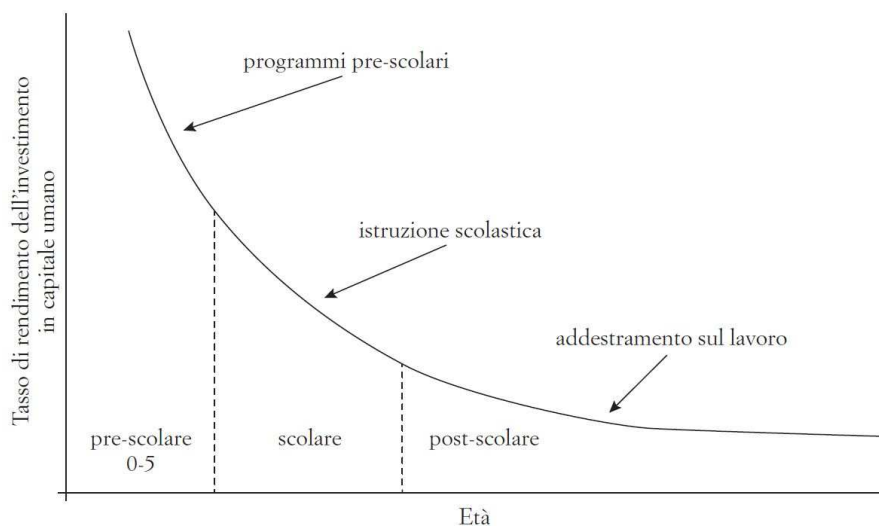 Tasso di rendimento dell'investimento
in capitale umano
programmi pre-scolari
istruzione scolastica
addestramento sul lavoro
pre-scolare
0-5
scolare
post-scolare
Età